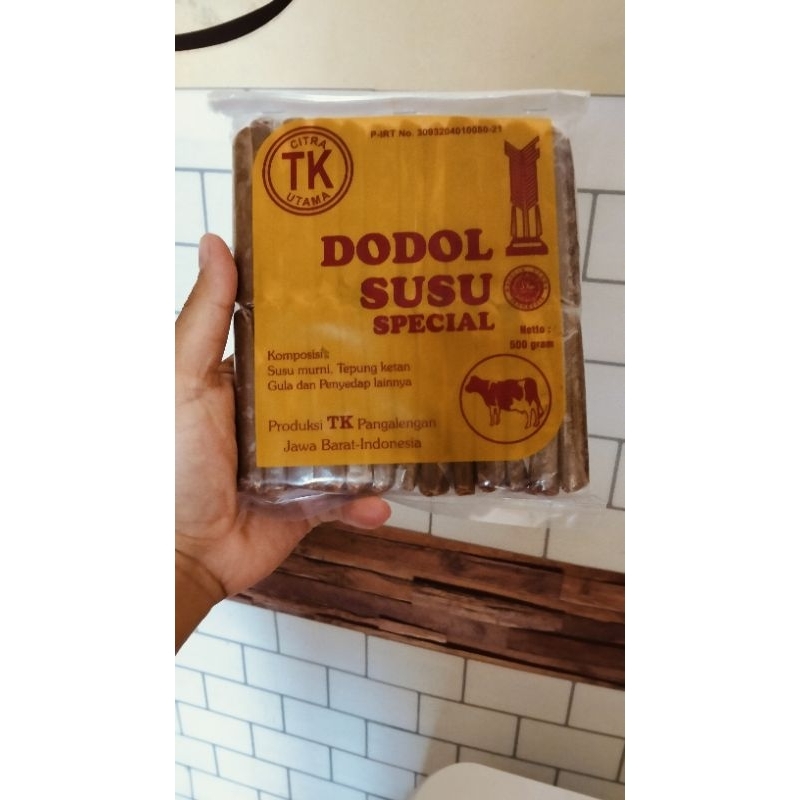 P-IRT No. 3093204010050-21
CITRA
TK
UTAMA
DODOL
SUSU
SPECIAL
Netto :
500 gram
Komposisi :
Susu murni, Tepung ketan
Gula dan Penyedap lainnya
Produksi TK Pangalengan
Jawa Barat-Indonesia